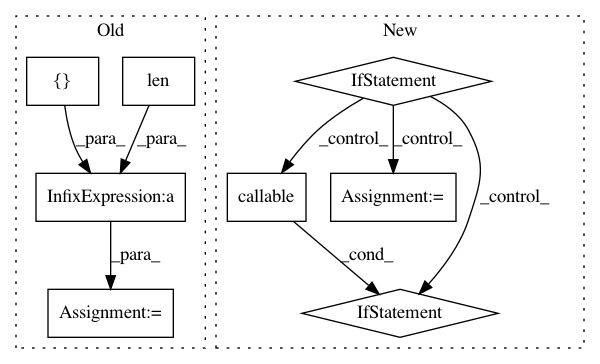 Old
New
{}
len
IfStatement
_para_
_para_
_control_
_control_
InfixExpression:a
callable
Assignment:=
_control_
_para_
_cond_
Assignment:=
IfStatement